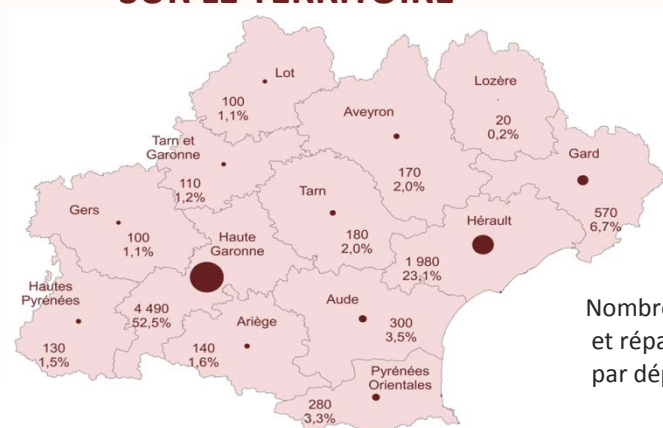 SUR LE TERRITOIRE
Lot
100
1,1%
Lozère
20
0,2%
Aveyron
170
2,0%
Tarn et
Garonne
110
1,2%
Gard
570
6,7%
Gers
100
1,1%
Tarn
180
2,0%
Haute
Garonne
4 490
52,5%
Hérault
1 980
23,1%
Hautes
Pyrénées
130
1,5%
Ariège
140
1,6%
Aude
300
3,5%
Pyrénées
Orientales
280
3,3%
Nombre
et répa
par dép